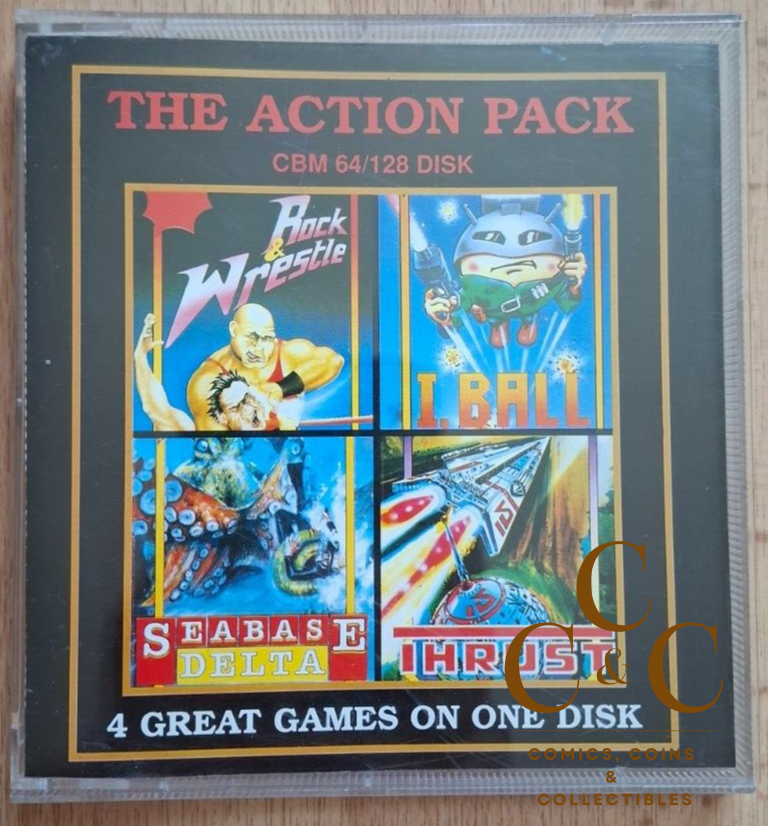 THE ACTION PACK
CBM 64/128 DISK
Rock
&
Wrestle
I, BALL
SEABASE
DELTA
THRUST
4 GREAT GAMES ON ONE DISK
C
C & C
COMICS, COINS
&
COLLECTIBLES